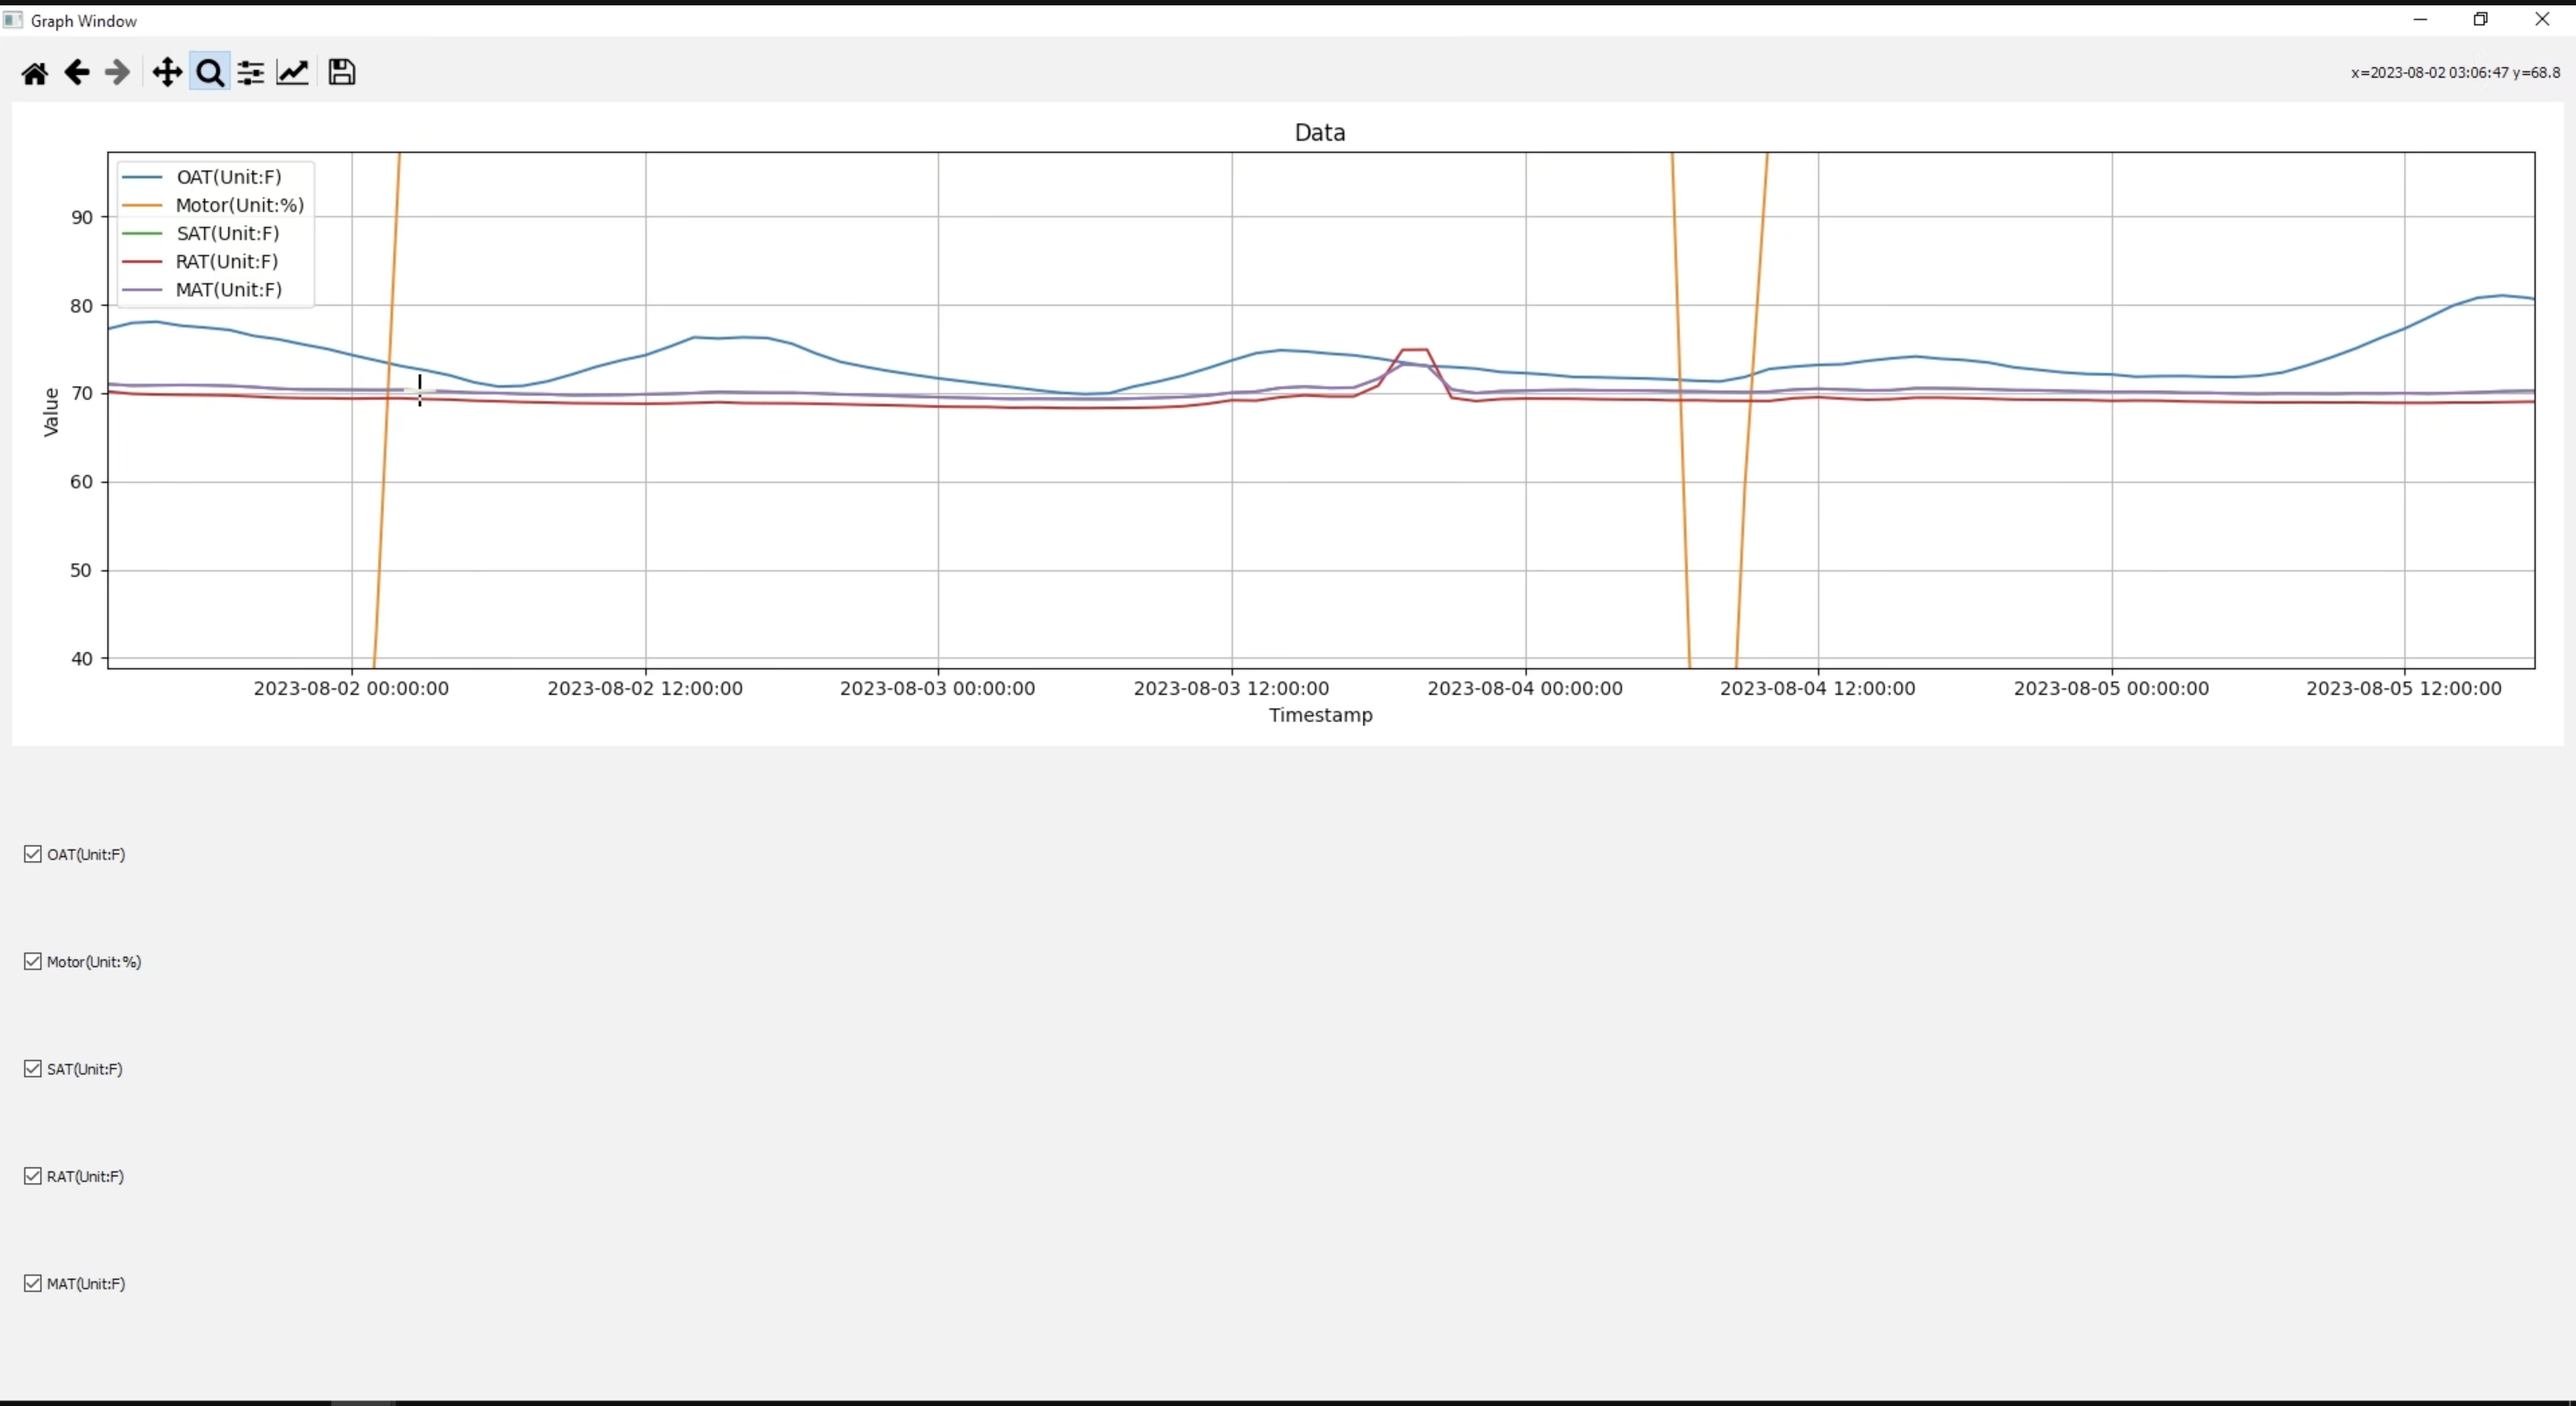 Graph Window
x=2023-08-02 03:06:47 y=68.8
Data
OAT(Unit:F)
Motor(Unit:%)
SAT(Unit:F)
RAT(Unit:F)
MAT(Unit:F)
90
80
70
60
50
40
Value
2023-08-02 00:00:00
2023-08-02 12:00:00
2023-08-03 00:00:00
2023-08-03 12:00:00
2023-08-04 00:00:00
2023-08-04 12:00:00
2023-08-05 00:00:00
2023-08-05 12:00:00
Timestamp
OAT(Unit:F)
Motor(Unit:%)
SAT(Unit:F)
RAT(Unit:F)
MAT(Unit:F)